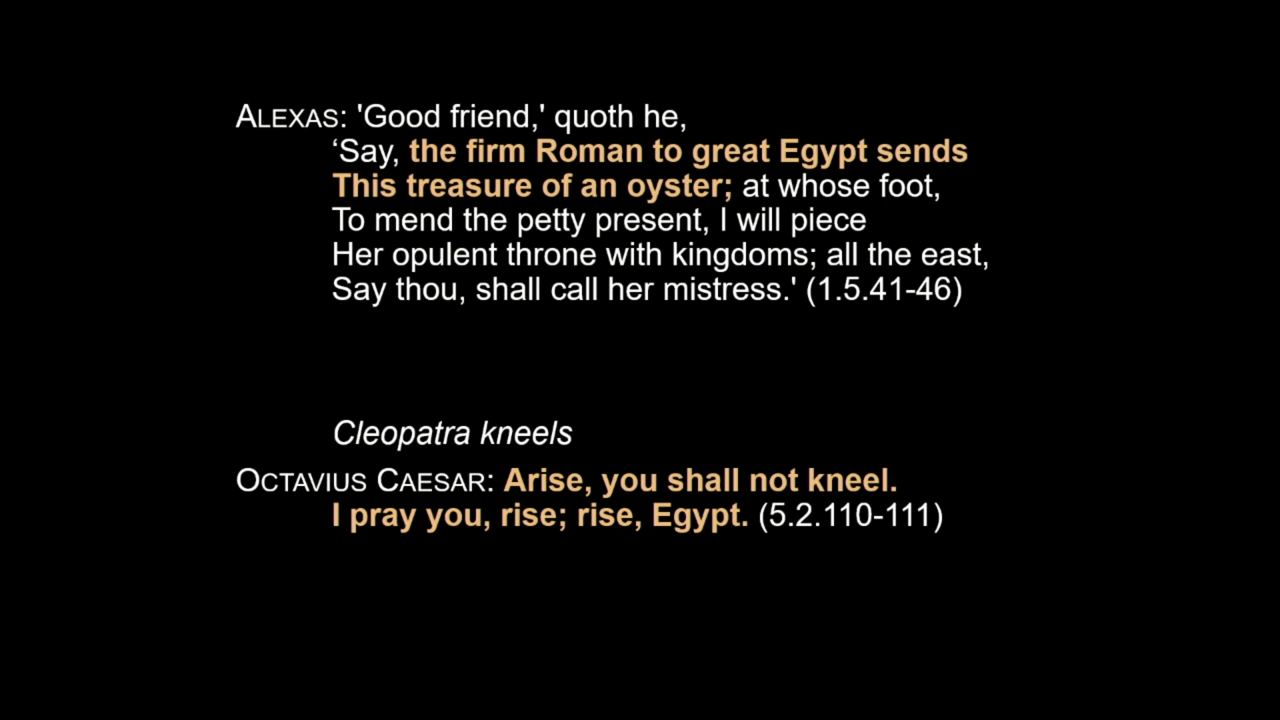 ALEXAS: 'Good friend,' quoth he,
‘Say, the firm Roman to great Egypt sends
This treasure of an oyster; at whose foot,
To mend the petty present, I will piece
Her opulent throne with kingdoms; all the east,
Say thou, shall call her mistress.' (1.5.41-46)
Cleopatra kneels
OCTAVIUS CAESAR: Arise, you shall not kneel.
I pray you, rise; rise, Egypt. (5.2.110-111)